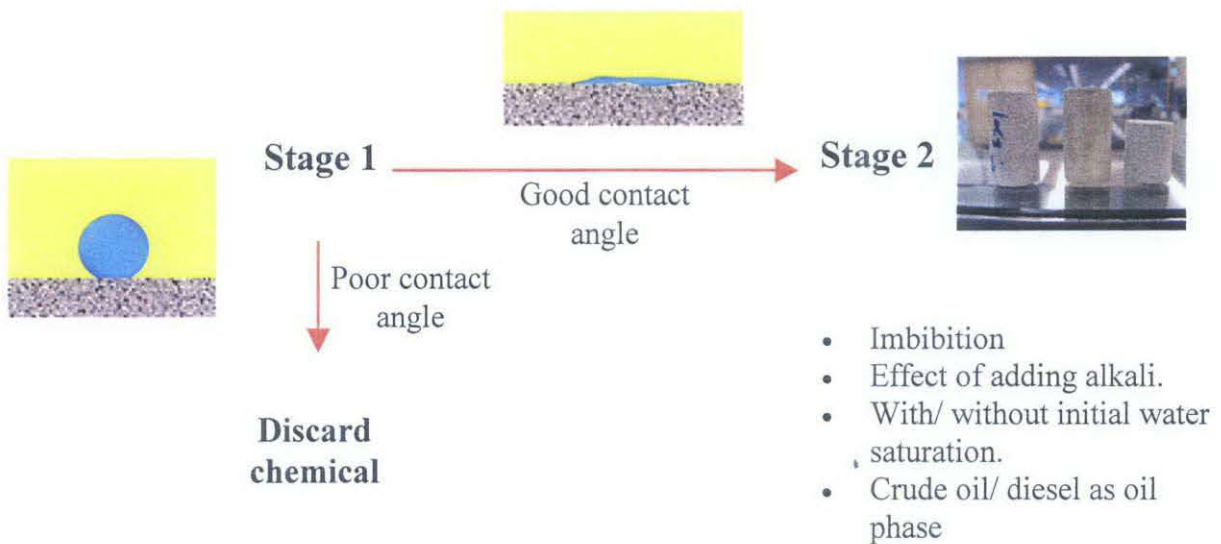 Stage 1
Good contact
angle
Stage 2
Poor contact
angle
Discard
chemical
• Imbibition
• Effect of adding alkali.
• With/ without initial water
saturation.
• Crude oil/ diesel as oil
phase